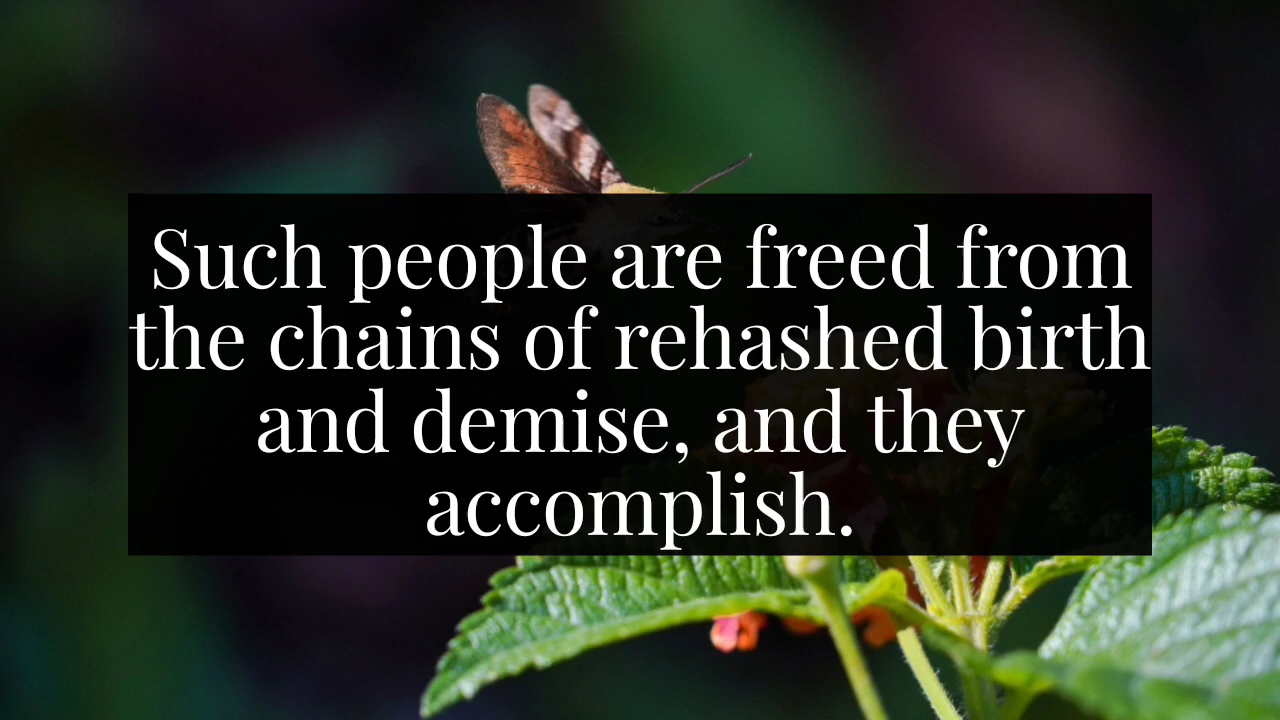 Such people are freed from
the chains of rehashed birth
and demise, and they
accomplish.